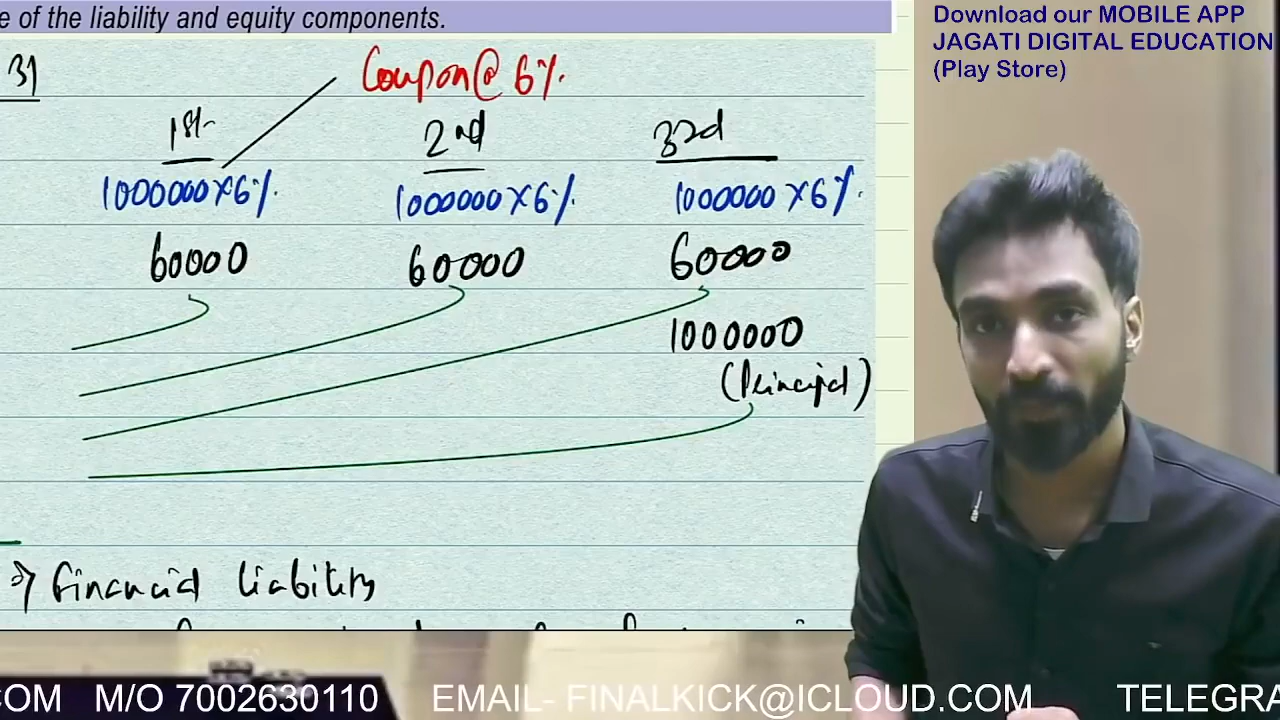 e of the liability and equity components.
Download our MOBILE APP
JAGATI DIGITAL EDUCATION
(Play Store)
31
Coupon@ 6%
1st 2nd 3rd
1000000×6% 1000000×6% 1000000×6%
60000 60000 60000
1000000
(Principal)
⇒ financial liability
COM M/O 7002630110 EMAIL- FINALKICK@ICLOUD.COM TELEGRA